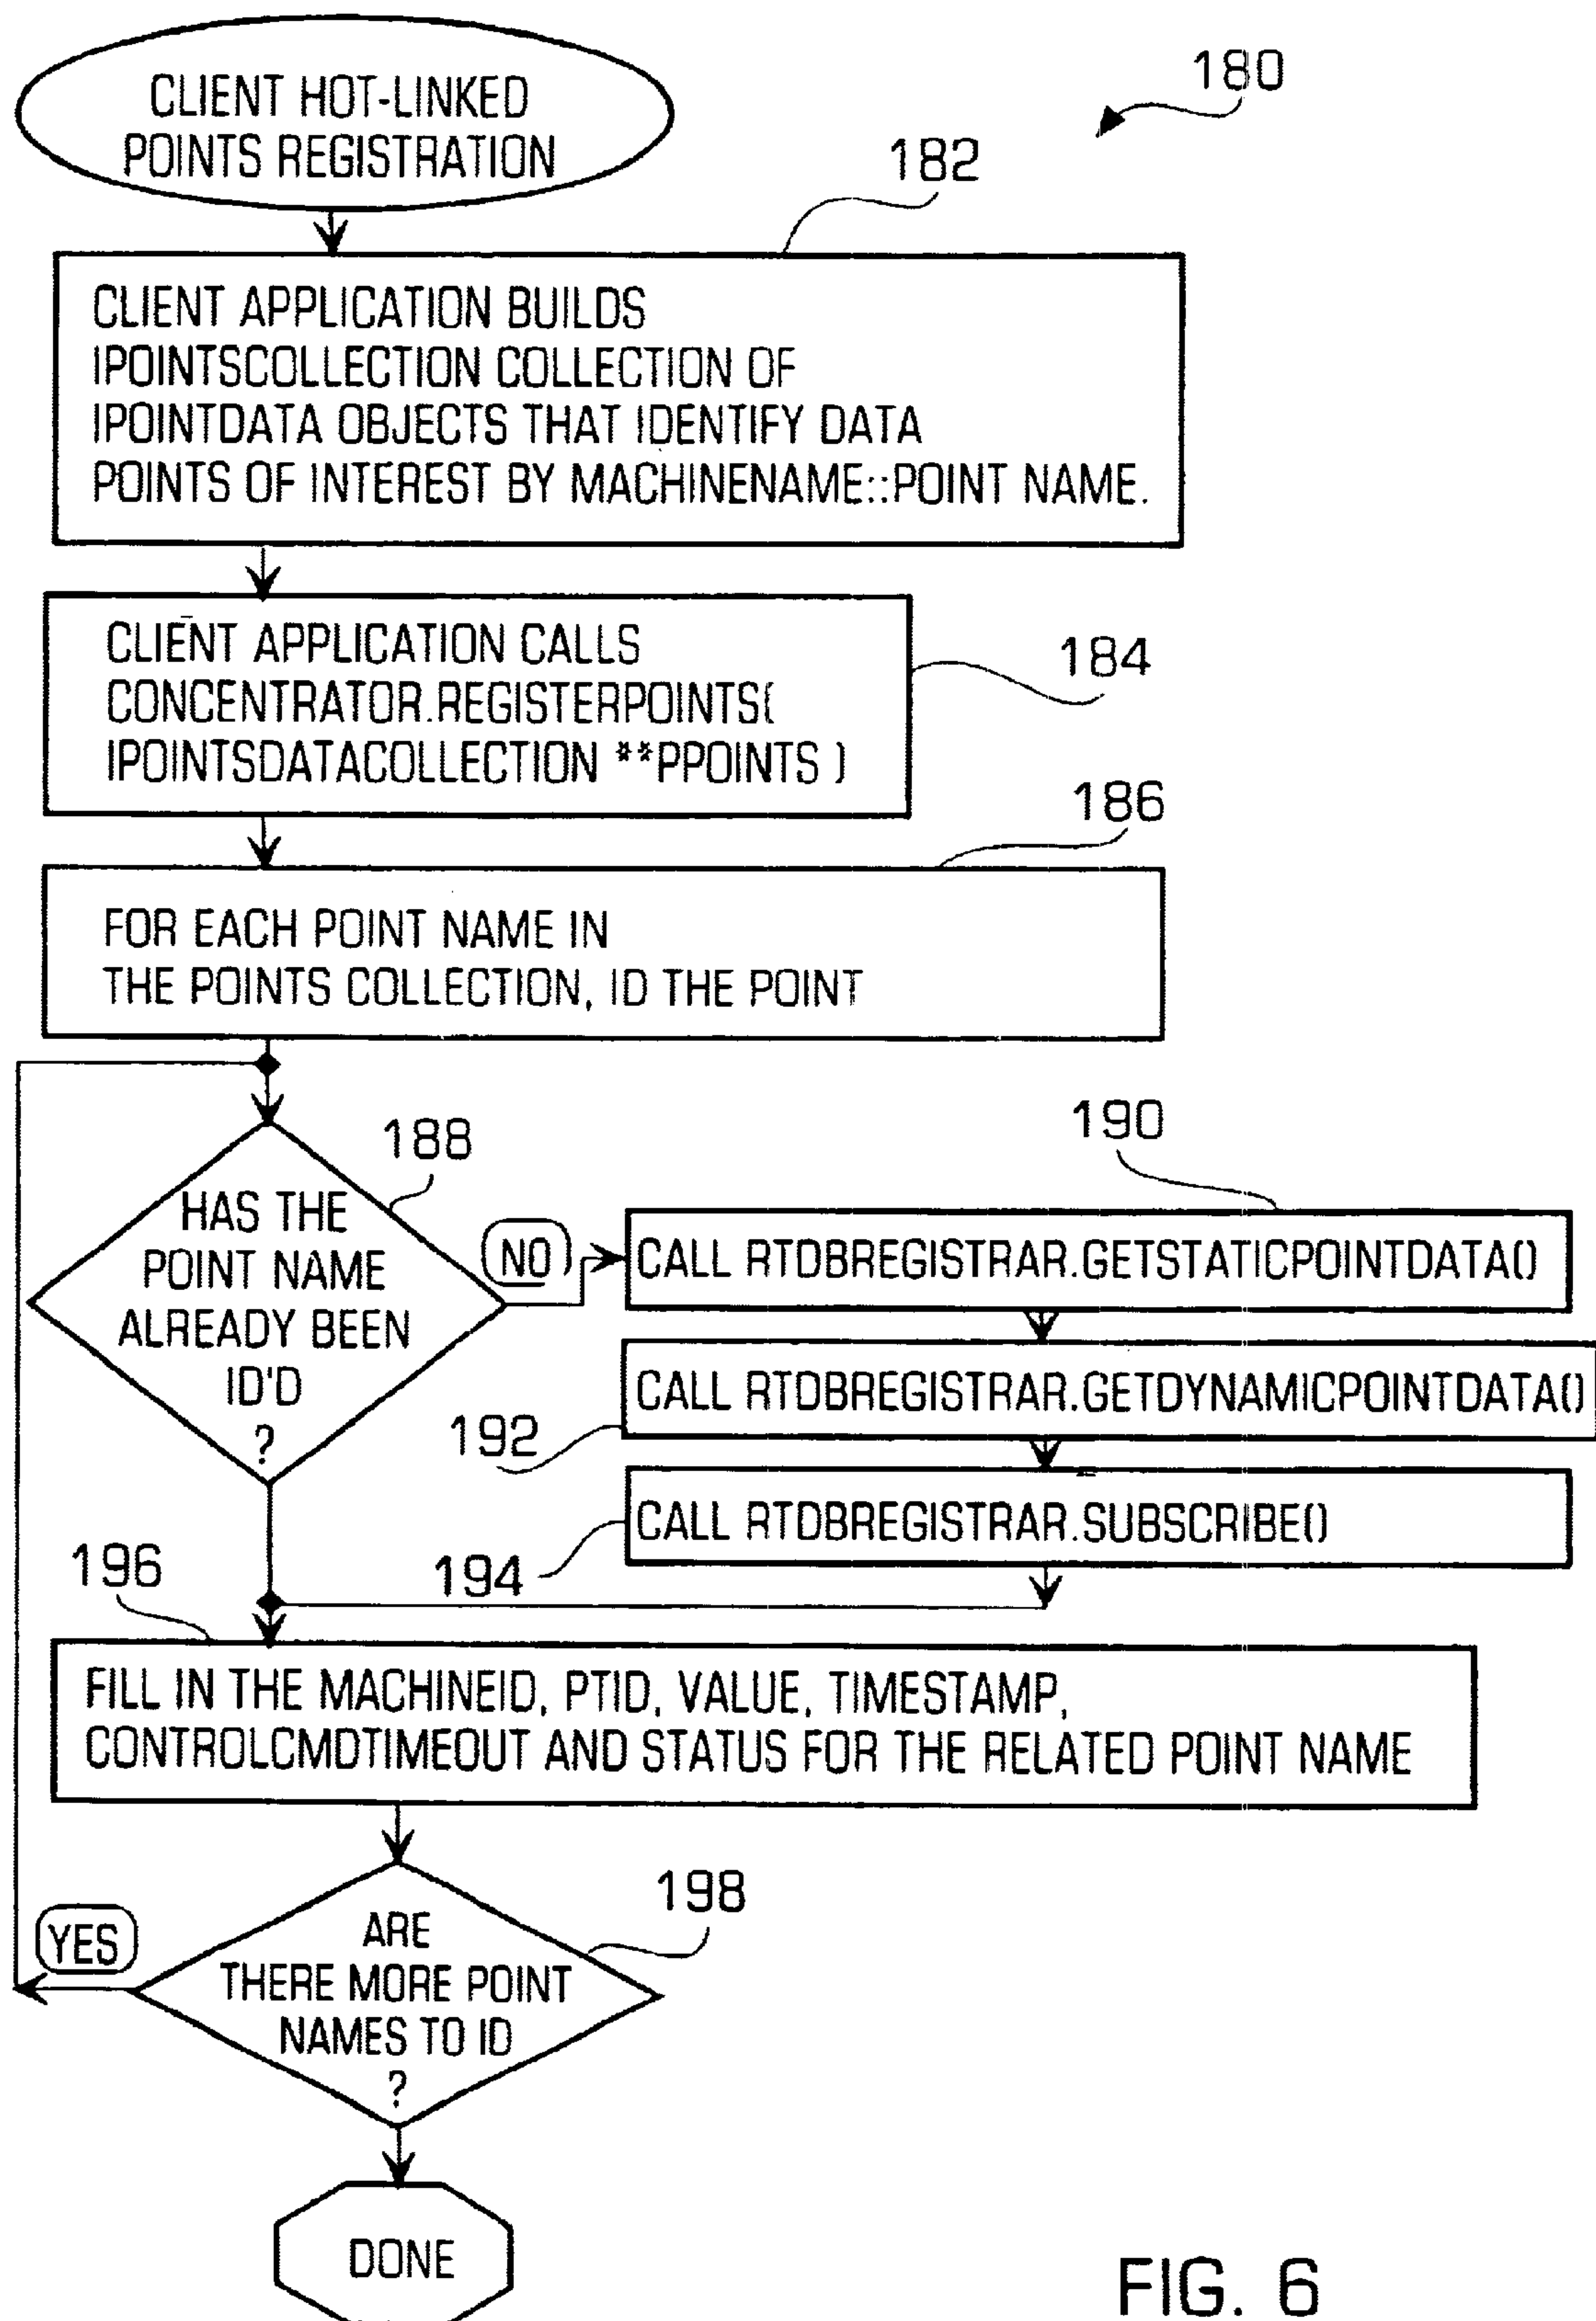 180
CLIENT HOT-LINKED
POINTS REGISTRATION
182
CLIENT APPLICATION BUILDS
IPOINTSCOLLECTION COLLECTION OF
IPOINTDATA OBJECTS THAT IDENTIFY DATA
POINTS OF INTEREST BY MACHINENAME::POINT NAME.
184
CLIENT APPLICATION CALLS
CONCENTRATOR.REGISTERPOINTS(
IPOINTSDATACOLLECTION **PPOINTS )
186
FOR EACH POINT NAME IN
THE POINTS COLLECTION, ID THE POINT
188
HAS THE
POINT NAME
ALREADY BEEN
ID'D
?
NO
190
CALL RTDBREGISTRAR.GETSTATICPOINTDATA()
192
CALL RTDBREGISTRAR.GETDYNAMICPOINTDATA()
194
CALL RTDBREGISTRAR.SUBSCRIBE()
196
FILL IN THE MACHINEID, PTID, VALUE, TIMESTAMP,
CONTROLCMDTIMEOUT AND STATUS FOR THE RELATED POINT NAME
198
YES
ARE
THERE MORE POINT
NAMES TO ID
?
DONE
FIG. 6